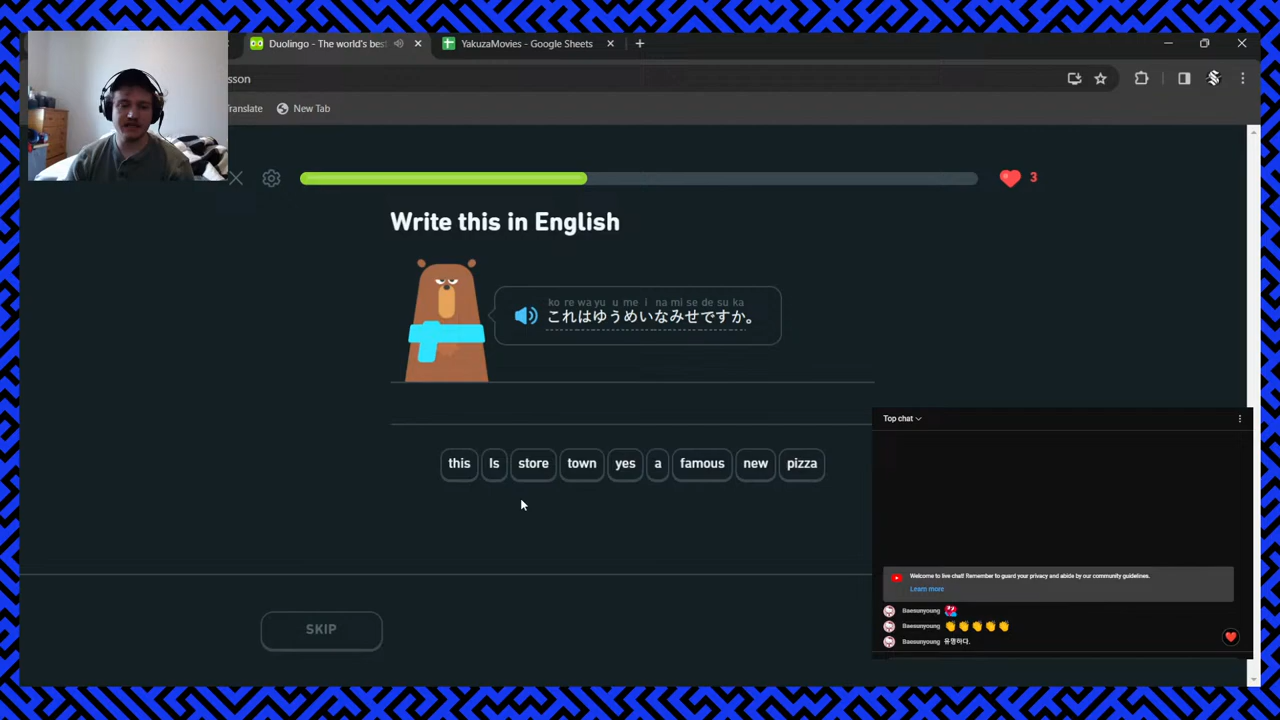 Duolingo - The world's bes
YakuzaMovies - Google Sheets
sson
Translate
New Tab
3
Write this in English
ko re wa yu u me i na mi se de su ka
これはゆうめいなみせですか。
this Is store town yes a famous new pizza
SKIP
Top chat
Welcome to live chat! Remember to guard your privacy and abide by our community guidelines.
Learn more
Baesunyoung
Baesunyoung
Baesunyoung 유명하다.